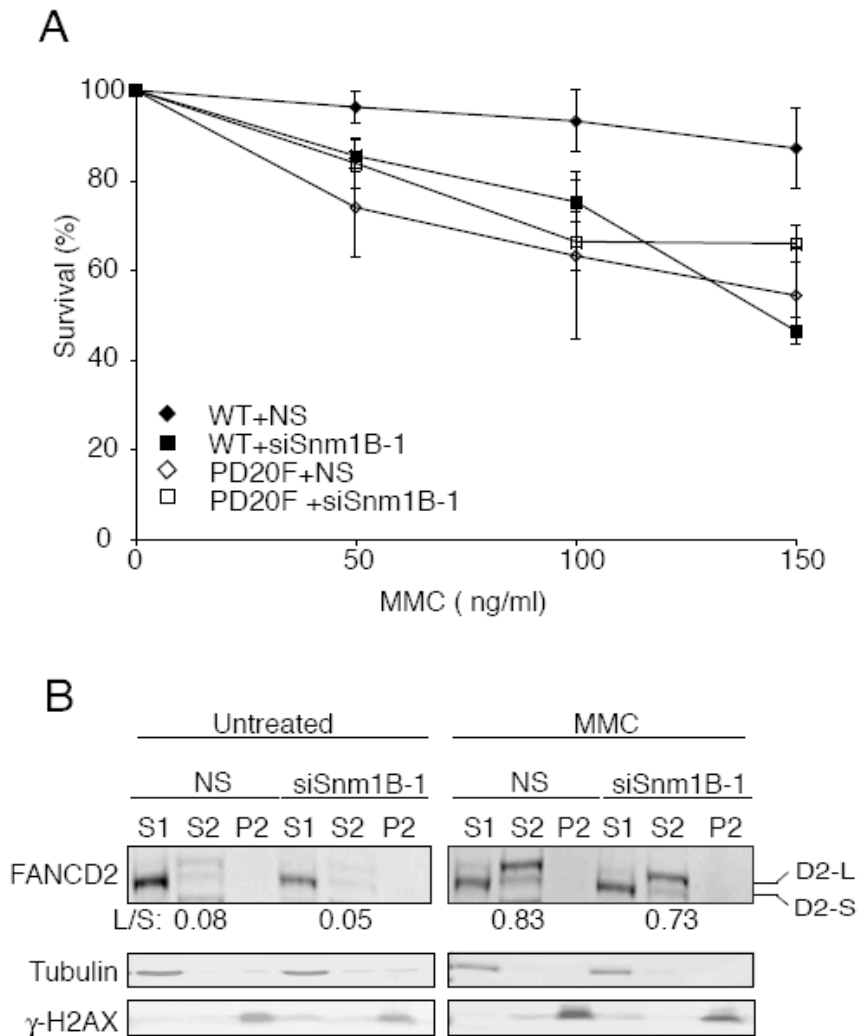 A
100
80
60
40
20
0
Survival (%)
WT+NS
WT+siSnm1B-1
PD20F+NS
PD20F +siSnm1B-1
0 50 100 150
MMC ( ng/ml)
B
Untreated MMC
NS siSnm1B-1 NS siSnm1B-1
S1 S2 P2 S1 S2 P2 S1 S2 P2 S1 S2 P2
FANCD2
D2-L
D2-S
L/S: 0.08 0.05 0.83 0.73
Tubulin
γ-H2AX